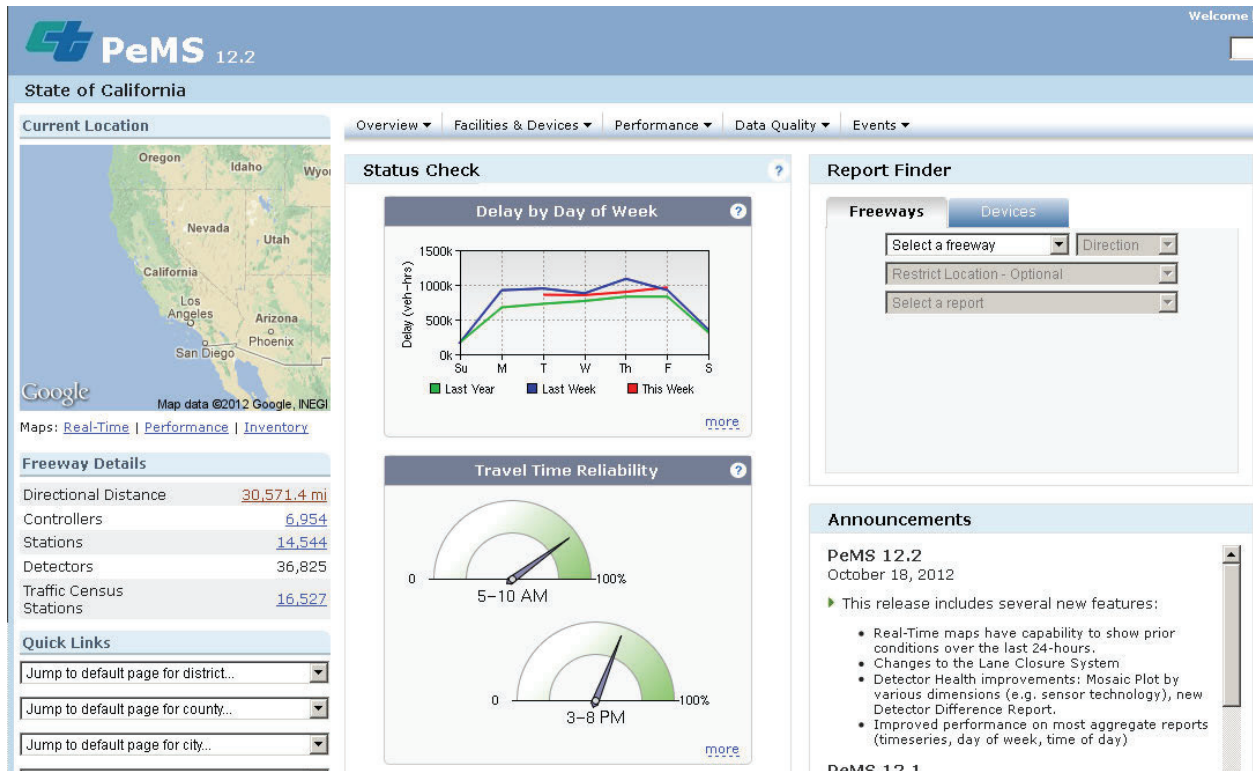 Welcome
PeMS 12.2
State of California
Current Location
Oregon
Idaho
Nevada
Utah
California
Los
Angeles
Arizona
Phoenix
San Diego
Google
Map data ©2012 Google, INEGI
Maps: Real-Time | Performance | Inventory
Freeway Details
Directional Distance 30,571.4 mi
Controllers 6,954
Stations 14,544
Detectors 36,825
Traffic Census
Stations 16,527
Quick Links
Jump to default page for district...
Jump to default page for county...
Jump to default page for city...
Overview Facilities & Devices Performance Data Quality Events
Status Check ?
Delay by Day of Week ?
Delay (veh-hrs)
1500k
1000k
500k
0k
Su M T W Th F S
Last Year Last Week This Week
more
Travel Time Reliability ?
0 100%
5-10 AM
0 100%
3-8 PM
more
Report Finder
Freeways Devices
Select a freeway Direction
Restrict Location - Optional
Select a report
Announcements
PeMS 12.2
October 18, 2012
This release includes several new features:
• Real-Time maps have capability to show prior
conditions over the last 24-hours.
• Changes to the Lane Closure System
• Detector Health improvements: Mosaic Plot by
various dimensions (e.g. sensor technology), new
Detector Difference Report.
• Improved performance on most aggregate reports
(timeseries, day of week, time of day)
PeMS 12.1